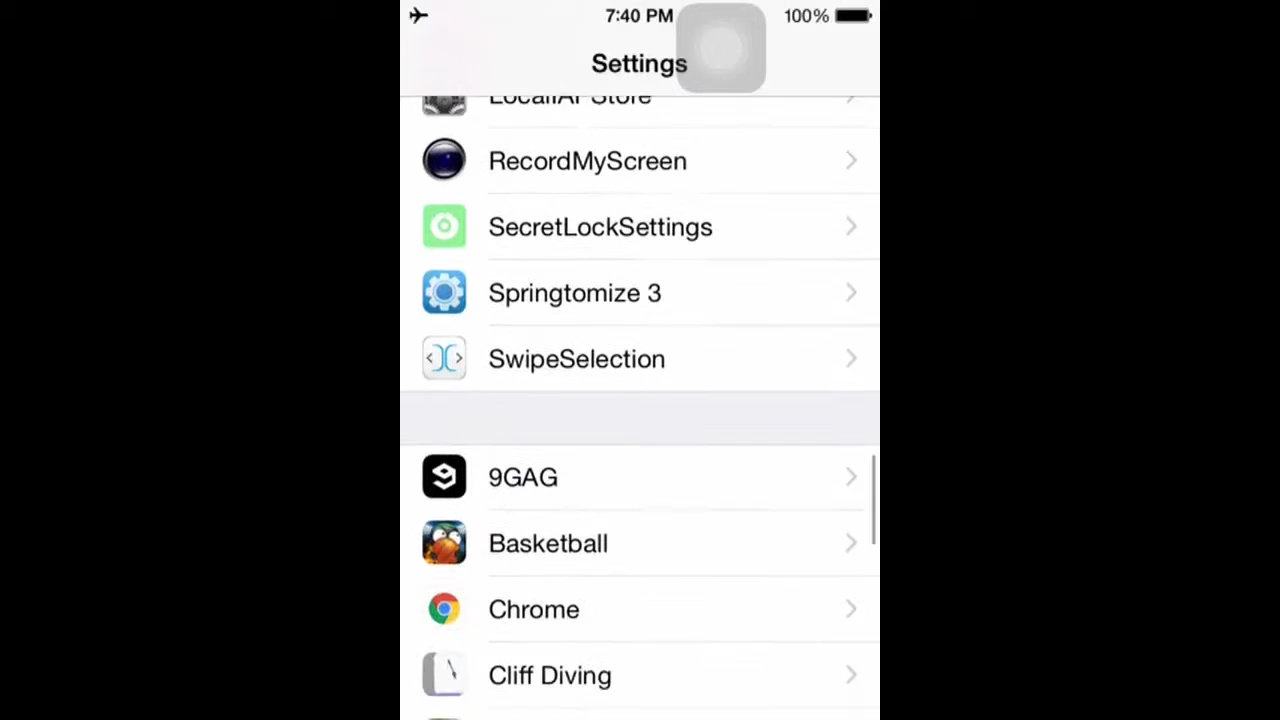 7:40 PM
100%
Settings
RecordMyScreen
SecretLockSettings
Springtomize 3
SwipeSelection
9GAG
Basketball
Chrome
Cliff Diving